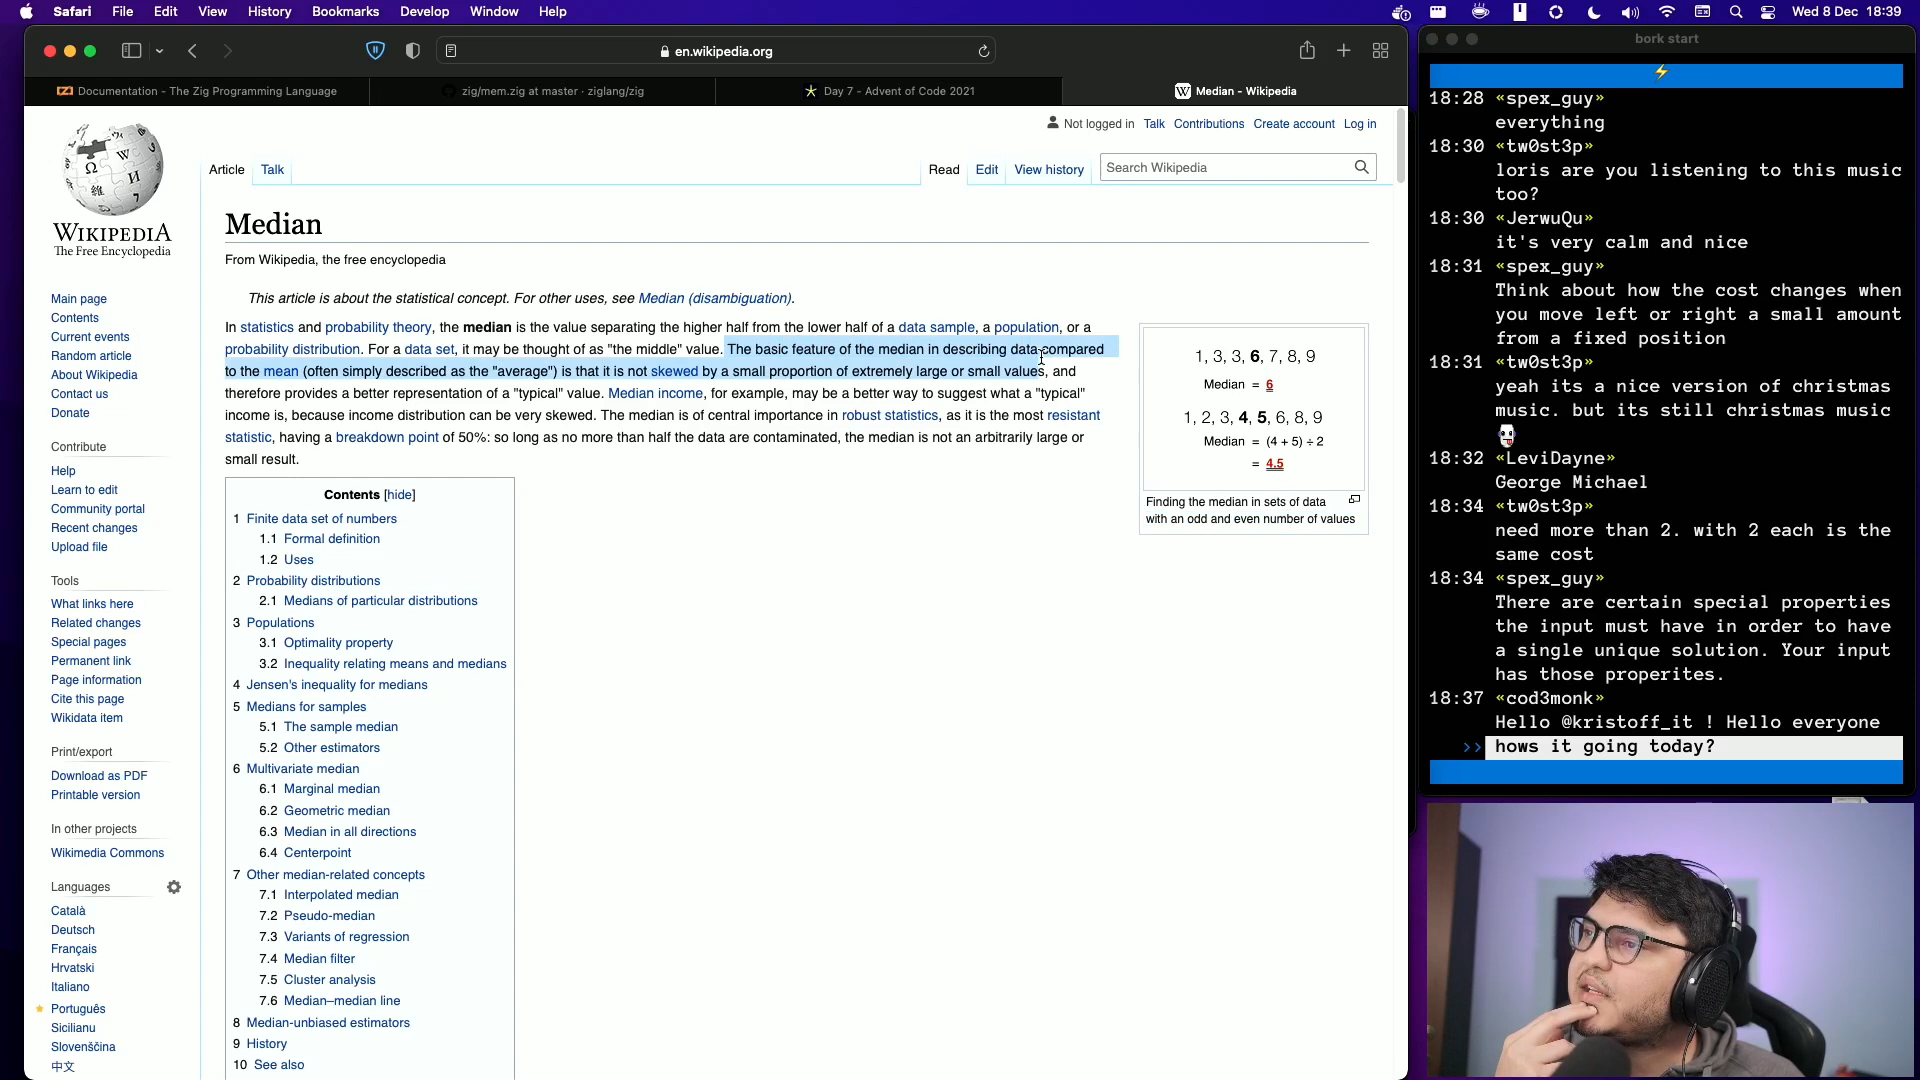 Safari File Edit View History Bookmarks Develop Window Help
Wed 8 Dec 18:39
en.wikipedia.org
Documentation - The Zig Programming Language
zig/mem.zig at master · ziglang/zig
Day 7 - Advent of Code 2021
W Median - Wikipedia
Not logged in Talk Contributions Create account Log in
Article Talk
Read Edit View history
Search Wikipedia
WIKIPEDIA
The Free Encyclopedia
Main page
Contents
Current events
Random article
About Wikipedia
Contact us
Donate
Contribute
Help
Learn to edit
Community portal
Recent changes
Upload file
Tools
What links here
Related changes
Special pages
Permanent link
Page information
Cite this page
Wikidata item
Print/export
Download as PDF
Printable version
In other projects
Wikimedia Commons
Languages
Català
Deutsch
Français
Hrvatski
Italiano
Português
Sicilianu
Slovenščina
中文
Median
From Wikipedia, the free encyclopedia
This article is about the statistical concept. For other uses, see Median (disambiguation).
In statistics and probability theory, the median is the value separating the higher half from the lower half of a data sample, a population, or a
probability distribution. For a data set, it may be thought of as "the middle" value. The basic feature of the median in describing data compared
to the mean (often simply described as the "average") is that it is not skewed by a small proportion of extremely large or small values, and
therefore provides a better representation of a "typical" value. Median income, for example, may be a better way to suggest what a "typical"
income is, because income distribution can be very skewed. The median is of central importance in robust statistics, as it is the most resistant
statistic, having a breakdown point of 50%: so long as no more than half the data are contaminated, the median is not an arbitrarily large or
small result.
1, 3, 3, 6, 7, 8, 9
Median = 6
1, 2, 3, 4, 5, 6, 8, 9
Median = (4 + 5) ÷ 2
= 4.5
Finding the median in sets of data
with an odd and even number of values
Contents [hide]
1 Finite data set of numbers
1.1 Formal definition
1.2 Uses
2 Probability distributions
2.1 Medians of particular distributions
3 Populations
3.1 Optimality property
3.2 Inequality relating means and medians
4 Jensen's inequality for medians
5 Medians for samples
5.1 The sample median
5.2 Other estimators
6 Multivariate median
6.1 Marginal median
6.2 Geometric median
6.3 Median in all directions
6.4 Centerpoint
7 Other median-related concepts
7.1 Interpolated median
7.2 Pseudo-median
7.3 Variants of regression
7.4 Median filter
7.5 Cluster analysis
7.6 Median–median line
8 Median-unbiased estimators
9 History
10 See also
bork start
18:28 «spex_guy»
everything
18:30 «tw0st3p»
loris are you listening to this music
too?
18:30 «JerwuQu»
it's very calm and nice
18:31 «spex_guy»
Think about how the cost changes when
you move left or right a small amount
from a fixed position
18:31 «tw0st3p»
yeah its a nice version of christmas
music. but its still christmas music
18:32 «LeviDayne»
George Michael
18:34 «tw0st3p»
need more than 2. with 2 each is the
same cost
18:34 «spex_guy»
There are certain special properties
the input must have in order to have
a single unique solution. Your input
has those properites.
18:37 «cod3monk»
Hello @kristoff_it ! Hello everyone
>> hows it going today?